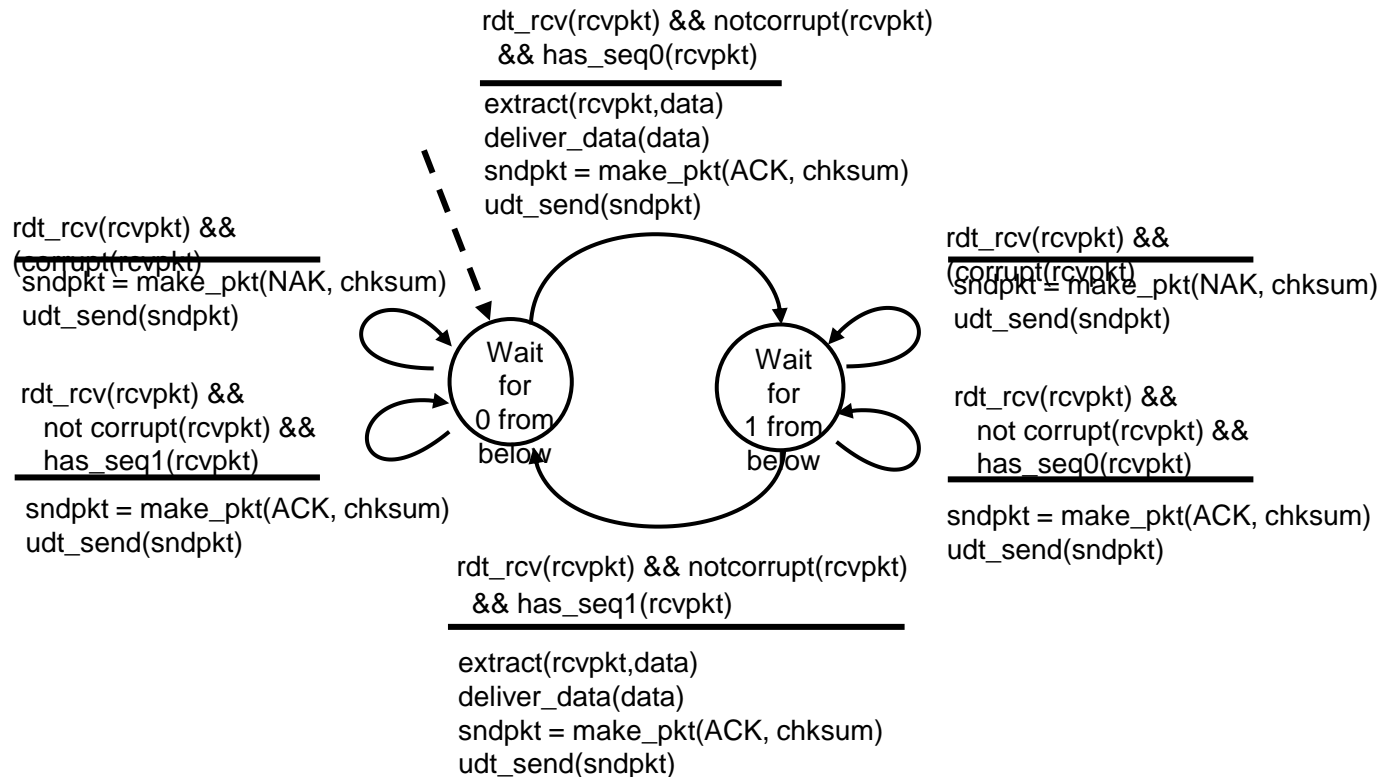 rdt_rcv(rcvpkt) && notcorrupt(rcvpkt)
&& has_seq0(rcvpkt)
extract(rcvpkt,data)
deliver_data(data)
sndpkt = make_pkt(ACK, chksum)
udt_send(sndpkt)
rdt_rcv(rcvpkt) &&
(corrupt(rcvpkt)
sndpkt = make_pkt(NAK, chksum)
udt_send(sndpkt)
rdt_rcv(rcvpkt) &&
not corrupt(rcvpkt) &&
has_seq1(rcvpkt)
sndpkt = make_pkt(ACK, chksum)
udt_send(sndpkt)
Wait
for
0 from
below
Wait
for
1 from
below
rdt_rcv(rcvpkt) &&
(corrupt(rcvpkt)
sndpkt = make_pkt(NAK, chksum)
udt_send(sndpkt)
rdt_rcv(rcvpkt) &&
not corrupt(rcvpkt) &&
has_seq0(rcvpkt)
sndpkt = make_pkt(ACK, chksum)
udt_send(sndpkt)
rdt_rcv(rcvpkt) && notcorrupt(rcvpkt)
&& has_seq1(rcvpkt)
extract(rcvpkt,data)
deliver_data(data)
sndpkt = make_pkt(ACK, chksum)
udt_send(sndpkt)